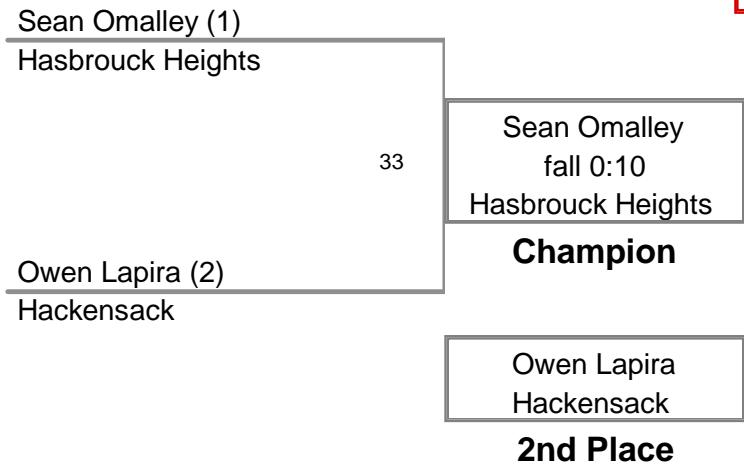 Sean Omalley (1)
Hasbrouck Heights
33
Sean Omalley
fall 0:10
Hasbrouck Heights
Champion
Owen Lapira (2)
Hackensack
Owen Lapira
Hackensack
2nd Place